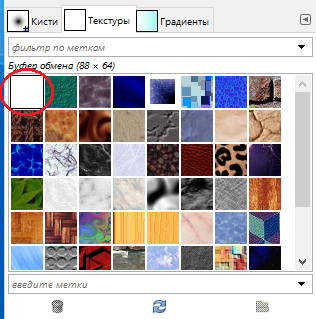 Кисти Текстуры Градиенты
фильтр по меткам
Буфер обмена (88 × 64)
введите метки